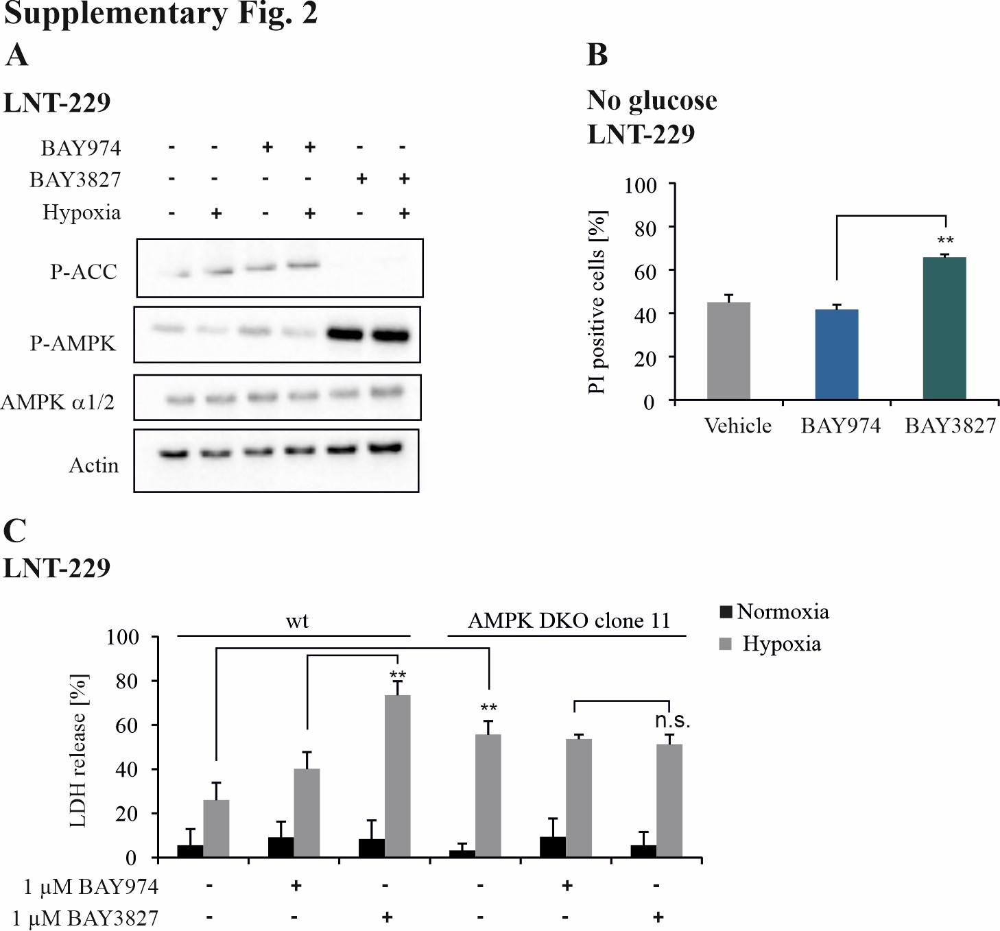 Supplementary Fig. 2
A
LNT-229
BAY974 - - + + - -
BAY3827 - - - - + +
Hypoxia - + - + - +
P-ACC
P-AMPK
AMPK α1/2
Actin
B
No glucose
LNT-229
PI positive cells [%]
100
80
60
40
20
0
**
Vehicle BAY974 BAY3827
C
LNT-229
Normoxia
Hypoxia
wt AMPK DKO clone 11
LDH release [%]
100
80
60
40
20
0
** ** n.s.
1 µM BAY974 - + - - + -
1 µM BAY3827 - - + - - +